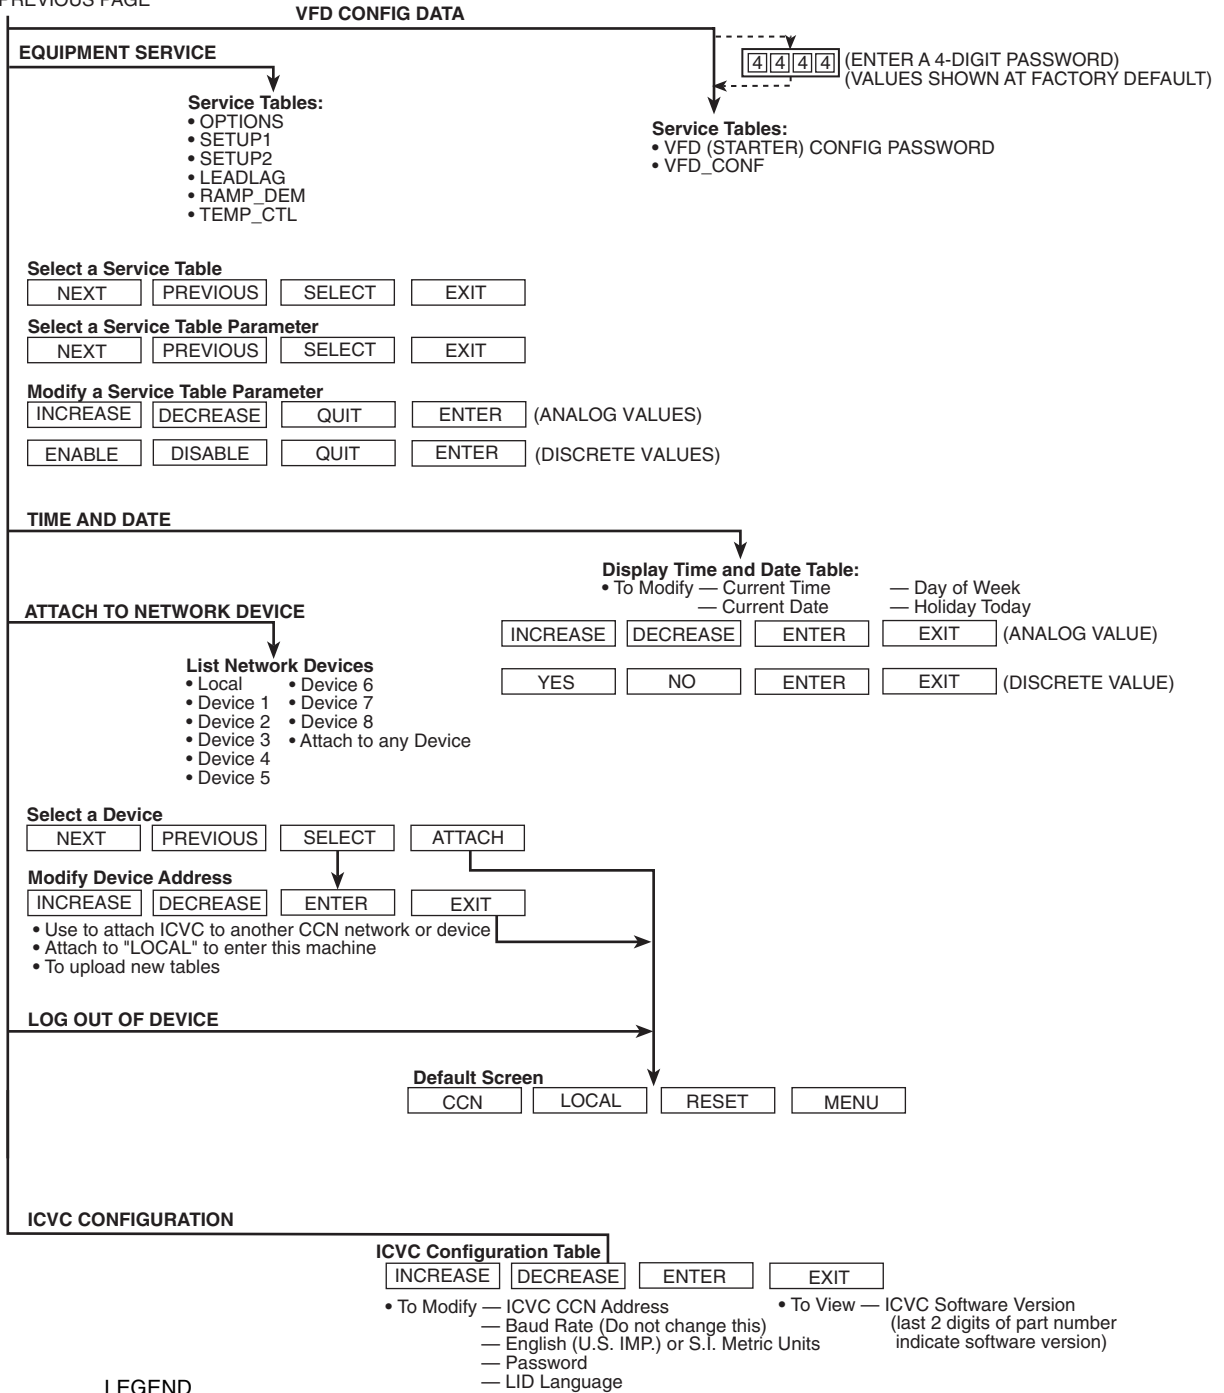 PREVIOUS PAGE
VFD CONFIG DATA
EQUIPMENT SERVICE
4 4 4 4 (ENTER A 4-DIGIT PASSWORD)
(VALUES SHOWN AT FACTORY DEFAULT)
Service Tables:
• OPTIONS
• SETUP1
• SETUP2
• LEADLAG
• RAMP_DEM
• TEMP_CTL
Service Tables:
• VFD (STARTER) CONFIG PASSWORD
• VFD_CONF
Select a Service Table
NEXT PREVIOUS SELECT EXIT
Select a Service Table Parameter
NEXT PREVIOUS SELECT EXIT
Modify a Service Table Parameter
INCREASE DECREASE QUIT ENTER (ANALOG VALUES)
ENABLE DISABLE QUIT ENTER (DISCRETE VALUES)
TIME AND DATE
Display Time and Date Table:
• To Modify — Current Time — Day of Week
— Current Date — Holiday Today
INCREASE DECREASE ENTER EXIT (ANALOG VALUE)
YES NO ENTER EXIT (DISCRETE VALUE)
ATTACH TO NETWORK DEVICE
List Network Devices
• Local • Device 6
• Device 1 • Device 7
• Device 2 • Device 8
• Device 3 • Attach to any Device
• Device 4
• Device 5
Select a Device
NEXT PREVIOUS SELECT ATTACH
Modify Device Address
INCREASE DECREASE ENTER EXIT
• Use to attach ICVC to another CCN network or device
• Attach to "LOCAL" to enter this machine
• To upload new tables
LOG OUT OF DEVICE
Default Screen
CCN LOCAL RESET MENU
ICVC CONFIGURATION
ICVC Configuration Table
INCREASE DECREASE ENTER EXIT
• To Modify — ICVC CCN Address
— Baud Rate (Do not change this)
— English (U.S. IMP.) or S.I. Metric Units
— Password
— LID Language
• To View — ICVC Software Version
(last 2 digits of part number
indicate software version)
LEGEND